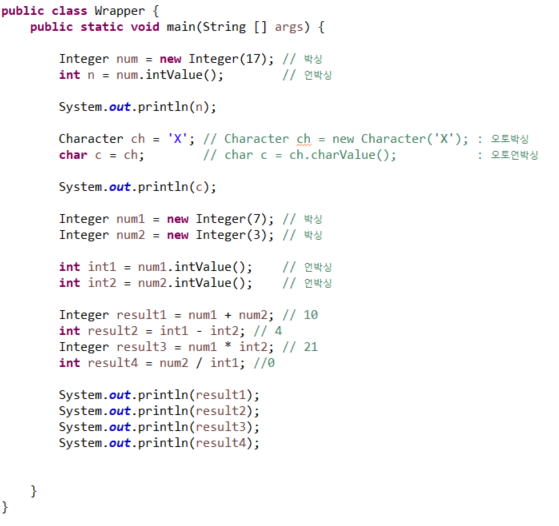 public class Wrapper {
    public static void main(String [] args) {
        Integer num = new Integer(17); // 박싱
        int n = num.intValue();        // 언박싱
        System.out.println(n);
        Character ch = 'X'; // Character ch = new Character('X'); : 오토박싱
        char c = ch;        // char c = ch.charValue();           : 오토언박싱
        System.out.println(c);
        Integer num1 = new Integer(7); // 박싱
        Integer num2 = new Integer(3); // 박싱
        int int1 = num1.intValue();    // 언박싱
        int int2 = num2.intValue();    // 언박싱
        Integer result1 = num1 + num2; // 10
        int result2 = int1 - int2; // 4
        Integer result3 = num1 * int2; // 21
        int result4 = num2 / int1; //0
        System.out.println(result1);
        System.out.println(result2);
        System.out.println(result3);
        System.out.println(result4);
    }
}